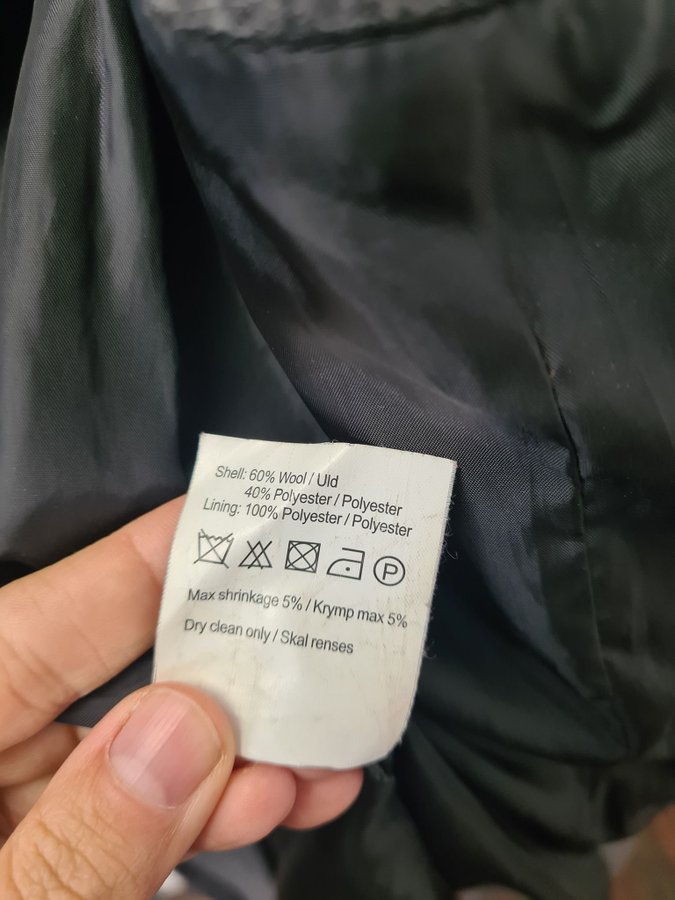 Shell: 60% Wool / Uld
40% Polyester / Polyester
Lining: 100% Polyester / Polyester
P
Max shrinkage 5% / Krymp max 5%
Dry clean only / Skal renses